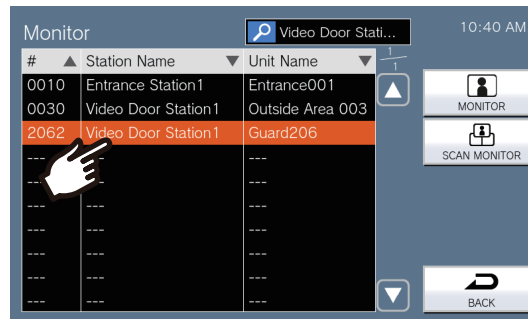 Monitor
Video Door Stati...
10:40 AM
# ▲ Station Name ▼ Unit Name ▼
1/1
0010 Entrance Station1 Entrance001
0030 Video Door Station1 Outside Area 003
2062 Video Door Station1 Guard206
--- --- ---
--- --- ---
--- --- ---
--- --- ---
--- --- ---
--- --- ---
--- --- ---
MONITOR
SCAN MONITOR
BACK